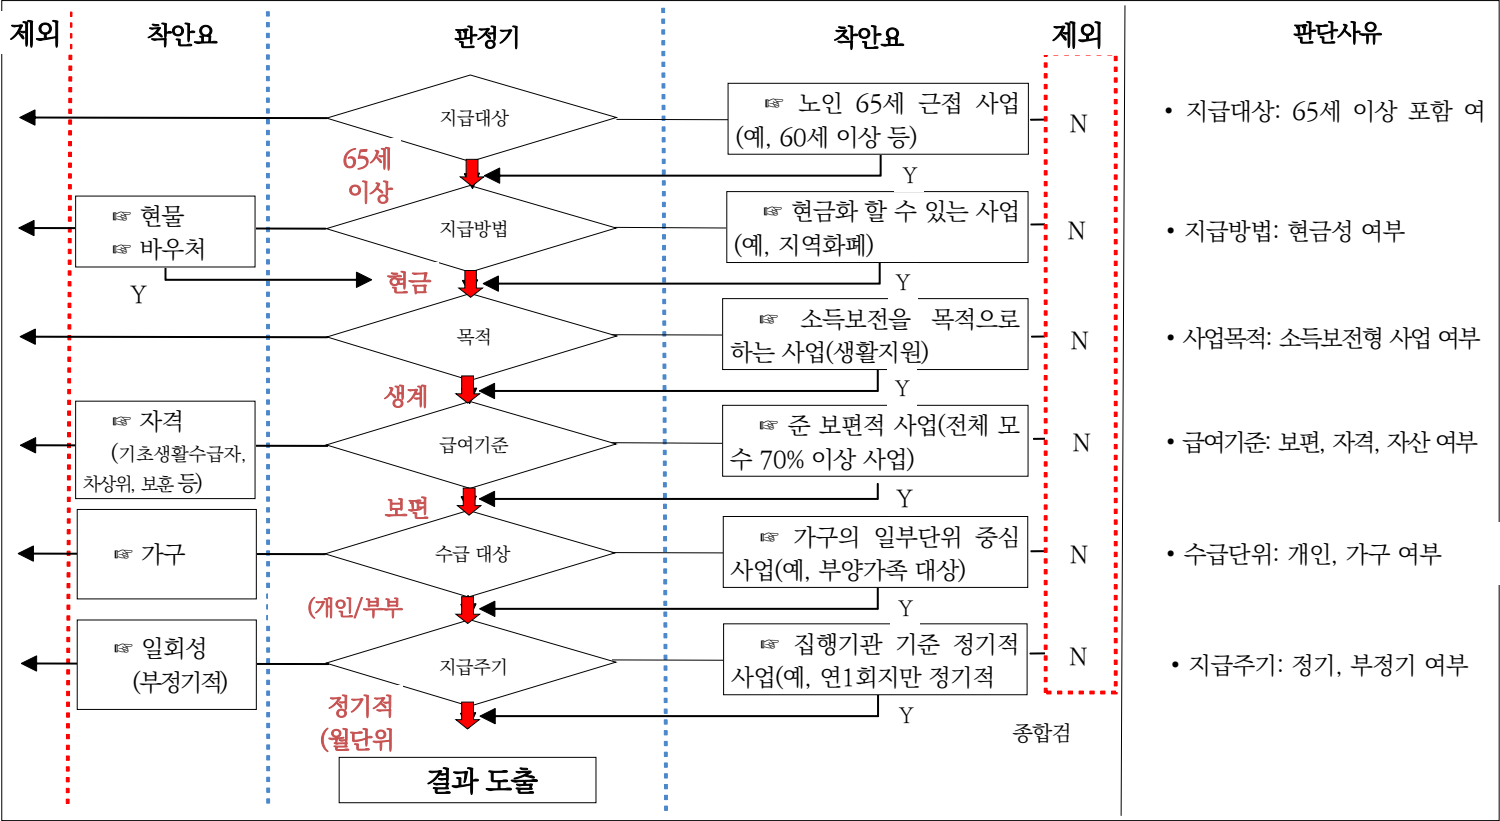 제외 착안요 판정기 착안요 제외 판단사유
지급대상
☞ 노인 65세 근접 사업
(예, 60세 이상 등)
N
• 지급대상: 65세 이상 포함 여
65세
이상
Y
☞ 현물
☞ 바우처
지급방법
☞ 현금화 할 수 있는 사업
(예, 지역화폐)
N
• 지급방법: 현금성 여부
Y
현금
Y
목적
☞ 소득보전을 목적으로
하는 사업(생활지원)
N
• 사업목적: 소득보전형 사업 여부
생계
Y
☞ 자격
(기초생활수급자,
차상위, 보훈 등)
급여기준
☞ 준 보편적 사업(전체 모
수 70% 이상 사업)
N
• 급여기준: 보편, 자격, 자산 여부
보편
Y
☞ 가구
수급 대상
☞ 가구의 일부단위 중심
사업(예, 부양가족 대상)
N
• 수급단위: 개인, 가구 여부
(개인/부부
Y
☞ 일회성
(부정기적)
지급주기
☞ 집행기관 기준 정기적
사업(예, 연1회지만 정기적
N
• 지급주기: 정기, 부정기 여부
정기적
(월단위
Y
종합검
결과 도출